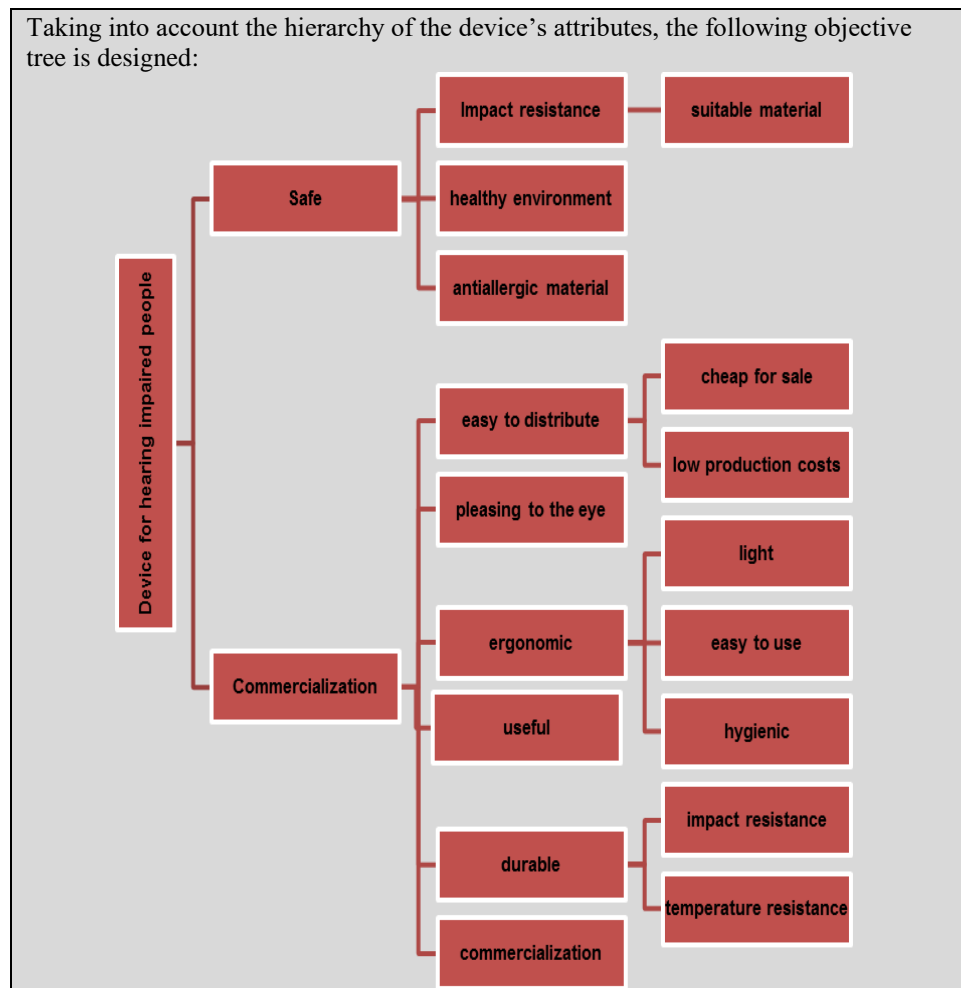 Taking into account the hierarchy of the device’s attributes, the following objective
tree is designed:
Device for hearing impaired people
Safe
Impact resistance
suitable material
healthy environment
antiallergic material
Commercialization
easy to distribute
cheap for sale
low production costs
pleasing to the eye
ergonomic
light
easy to use
hygienic
useful
durable
impact resistance
temperature resistance
commercialization